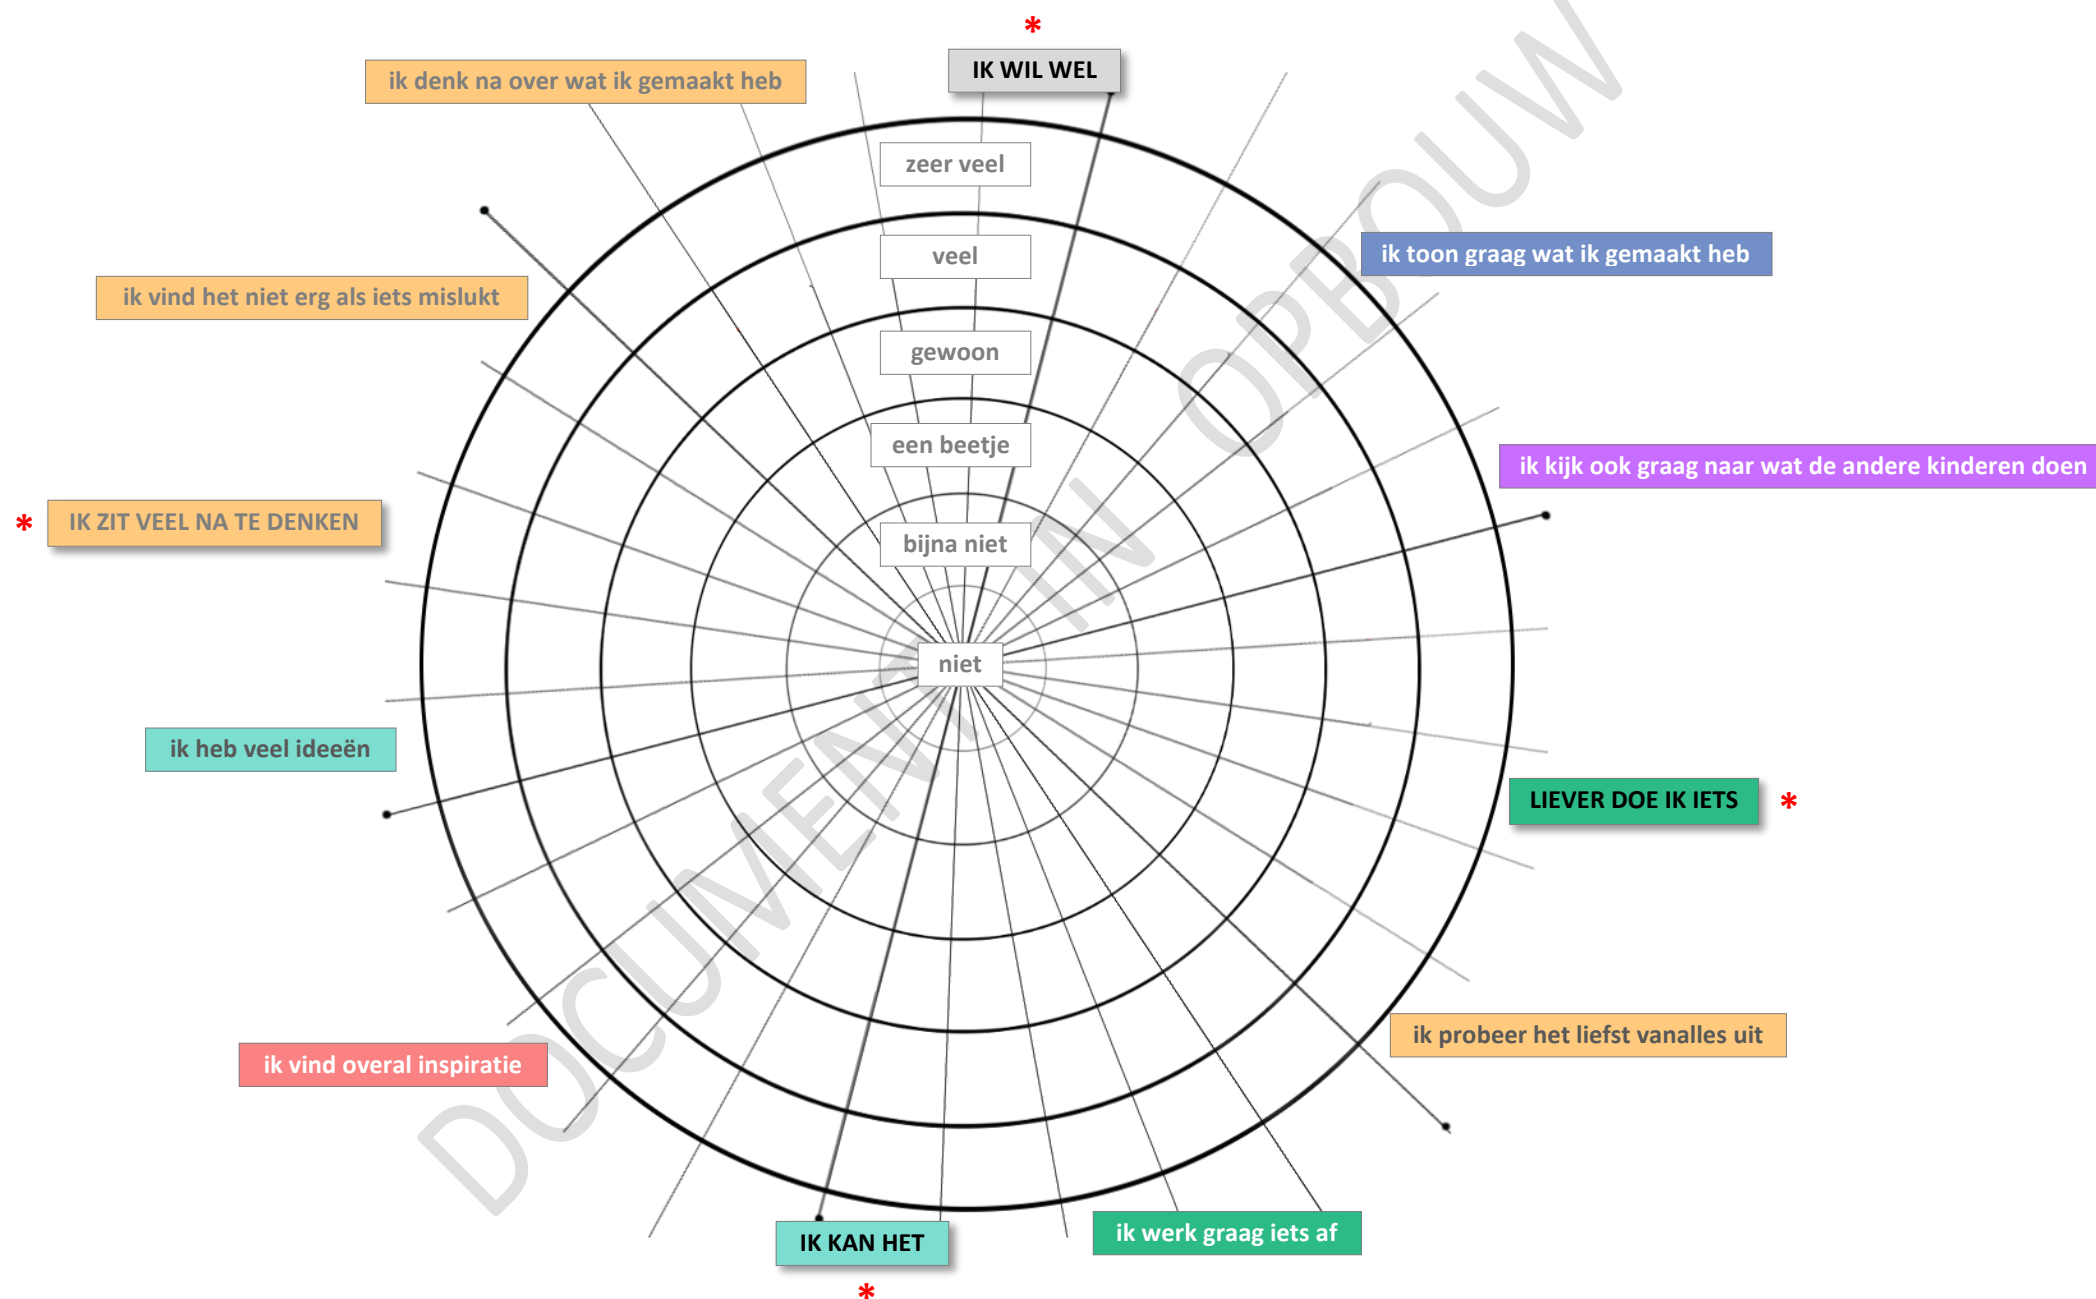 *
IK WIL WEL
ik denk na over wat ik gemaakt heb
zeer veel
ik toon graag wat ik gemaakt heb
veel
ik vind het niet erg als iets mislukt
gewoon
een beetje
ik kijk ook graag naar wat de andere kinderen doen
* IK ZIT VEEL NA TE DENKEN
bijna niet
niet
ik heb veel ideeën
LIEVER DOE IK IETS *
ik probeer het liefst vanalles uit
ik vind overal inspiratie
ik werk graag iets af
IK KAN HET
*
DOCUMENT IN OPBOUW